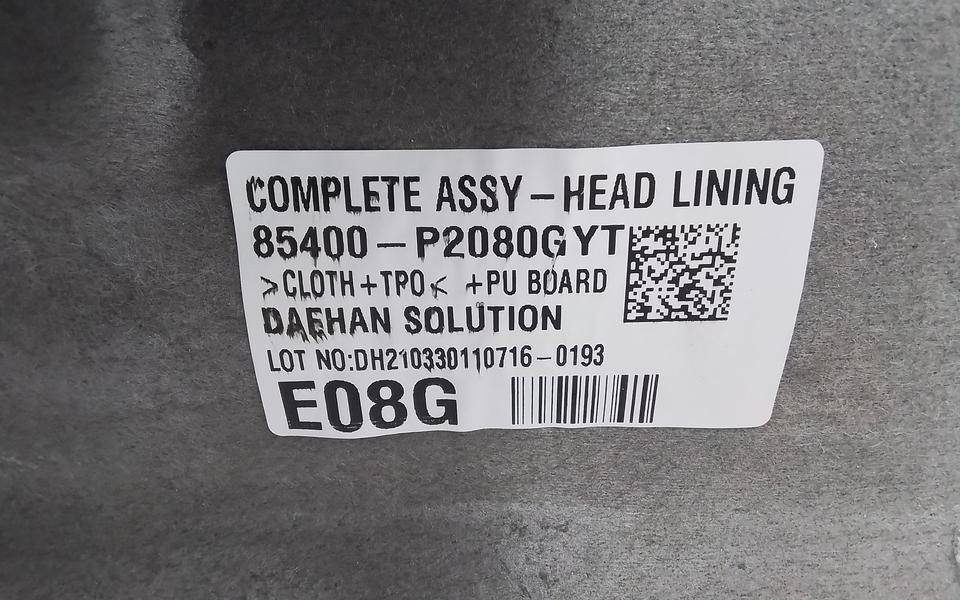 COMPLETE ASSY - HEAD LINING
85400 - P2080GYT
>CLOTH+TPO< +PU BOARD
DAEHAN SOLUTION
LOT NO:DH210330110716-0193
E08G